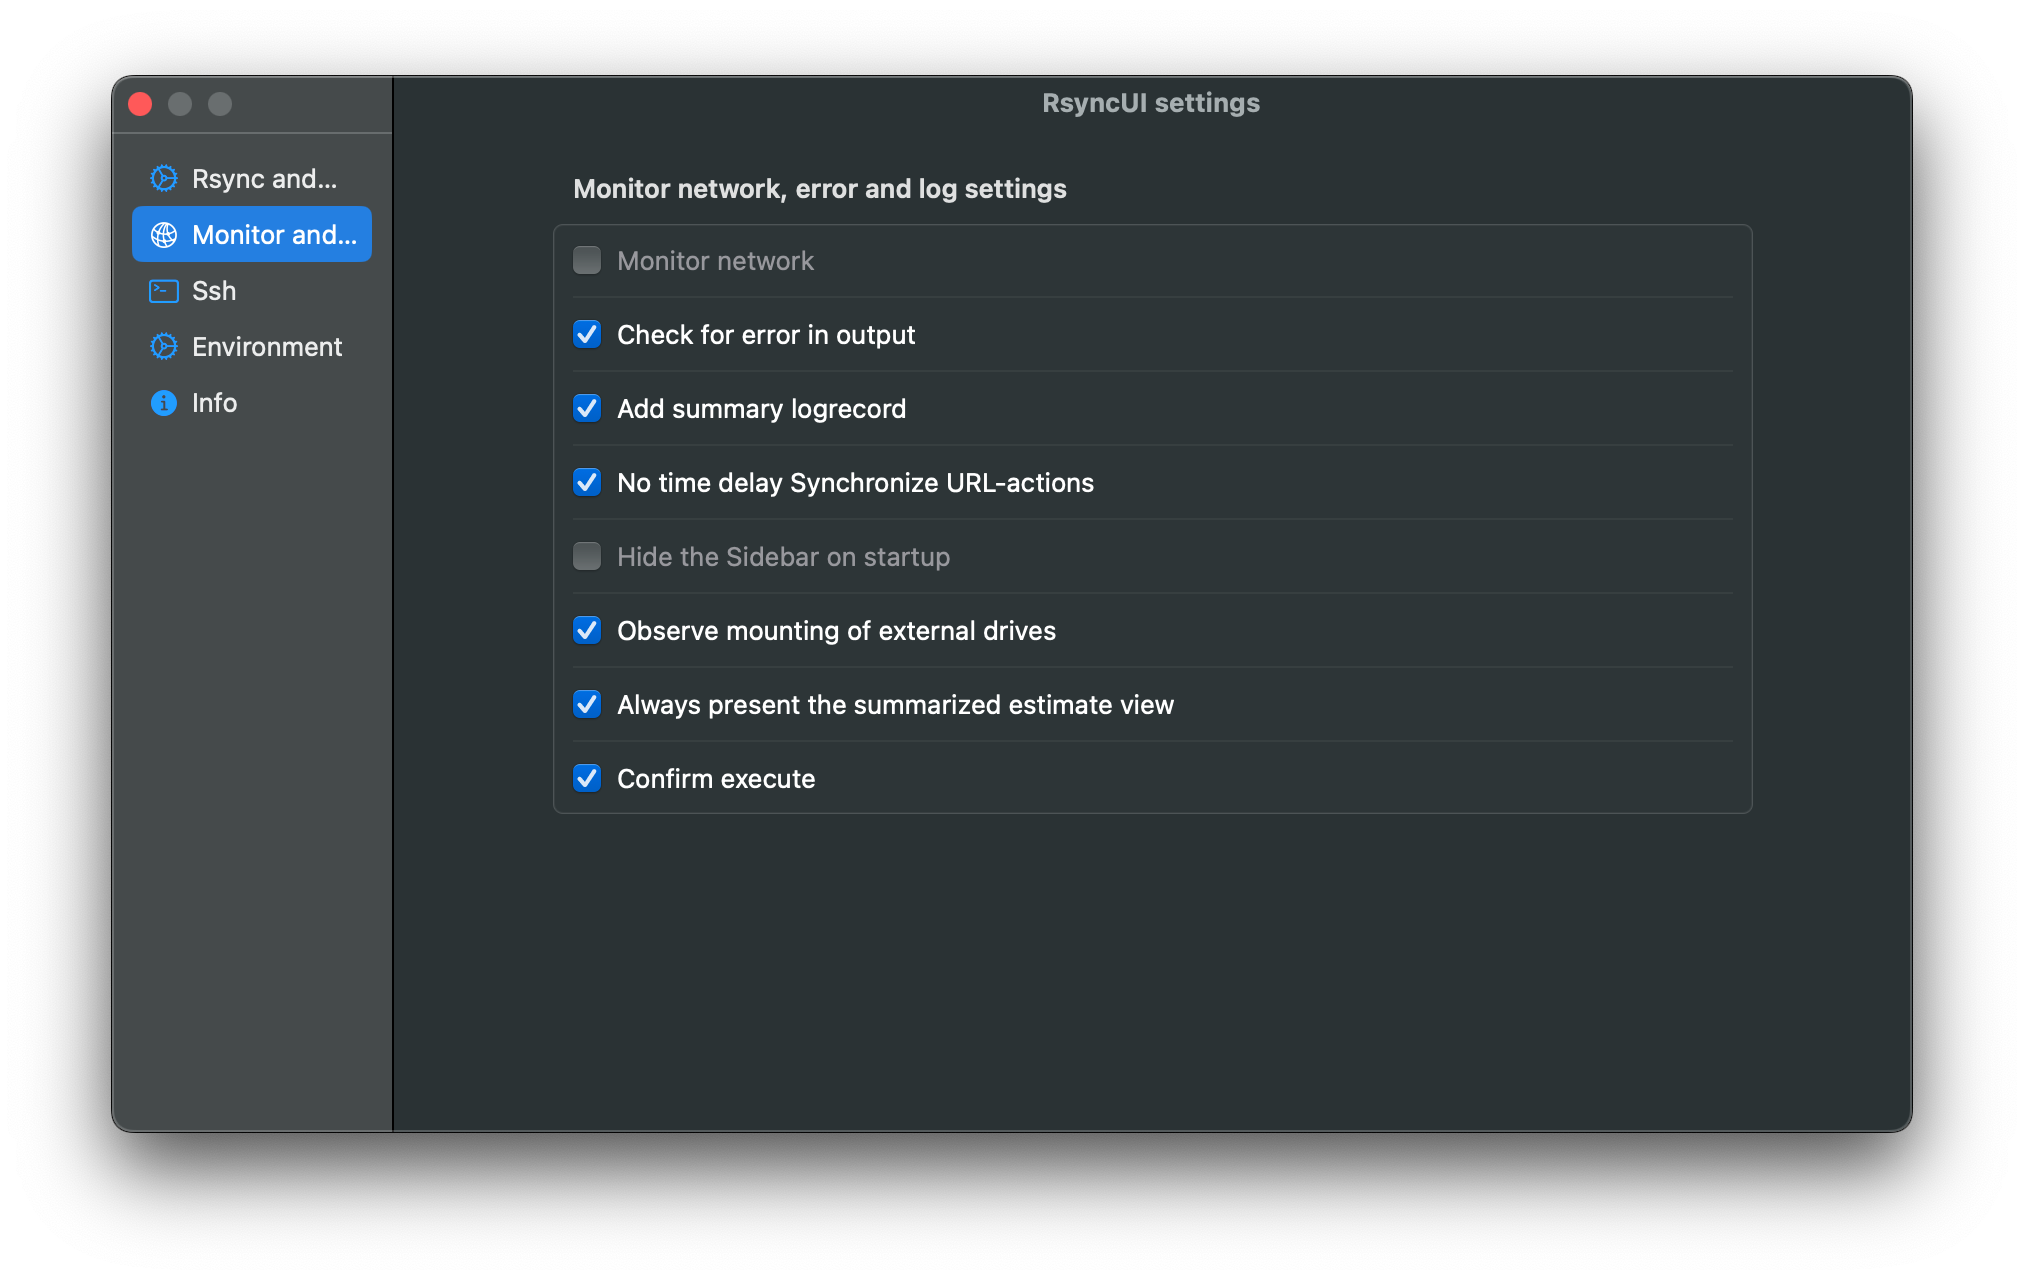 RsyncUI settings
Rsync and...
Monitor and...
Ssh
Environment
Info
Monitor network, error and log settings
Monitor network
Check for error in output
Add summary logrecord
No time delay Synchronize URL-actions
Hide the Sidebar on startup
Observe mounting of external drives
Always present the summarized estimate view
Confirm execute